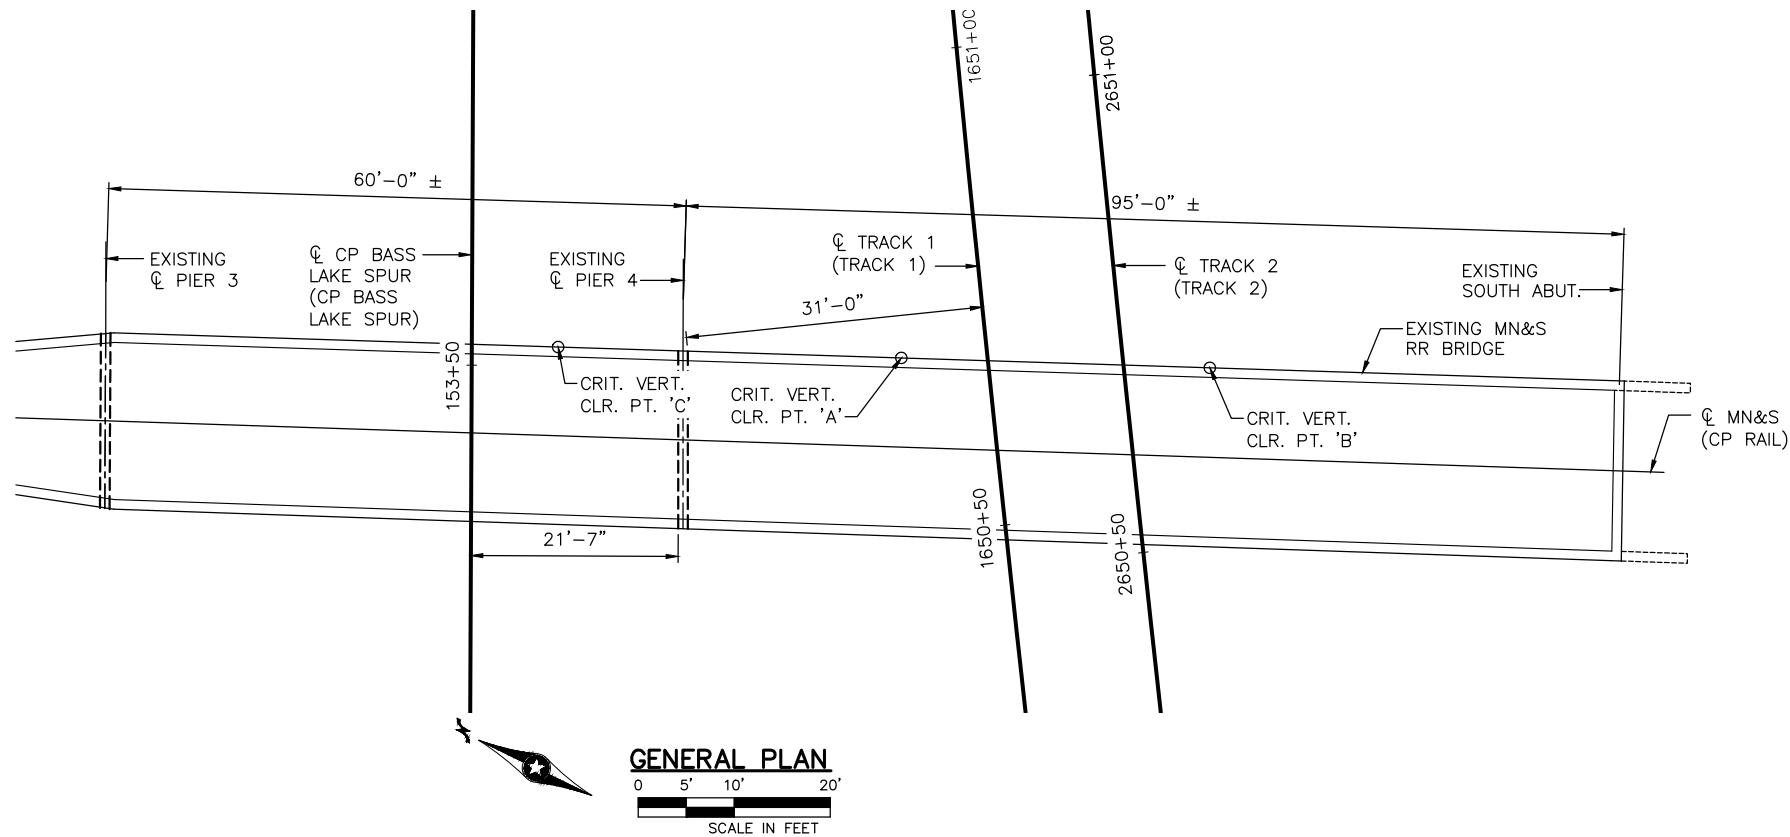 1651+00
2651+00
60'-0" ±
95'-0" ±
EXISTING
℄ PIER 3
℄ CP BASS
LAKE SPUR
(CP BASS
LAKE SPUR)
EXISTING
℄ PIER 4
℄ TRACK 1
(TRACK 1)
℄ TRACK 2
(TRACK 2)
EXISTING
SOUTH ABUT.
31'-0"
EXISTING MN&S
RR BRIDGE
153+50
CRIT. VERT.
CLR. PT. 'C'
CRIT. VERT.
CLR. PT. 'A'
CRIT. VERT.
CLR. PT. 'B'
℄ MN&S
(CP RAIL)
21'-7"
1650+50
2650+50
N
GENERAL PLAN
0 5' 10' 20'
SCALE IN FEET